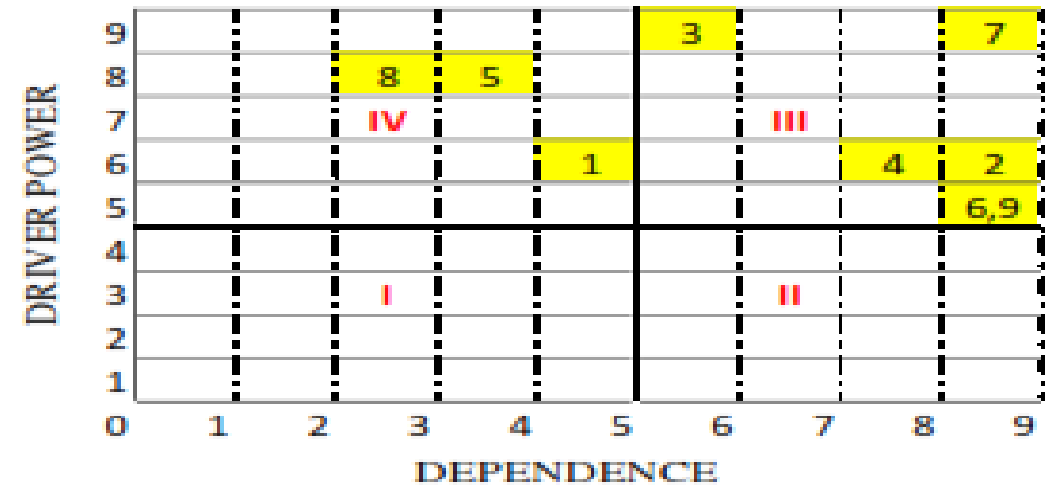 DRIVER POWER
9 3 7
8 8 5
7 IV III
6 1 4 2
5 6,9
4
3 I II
2
1
0 1 2 3 4 5 6 7 8 9
DEPENDENCE